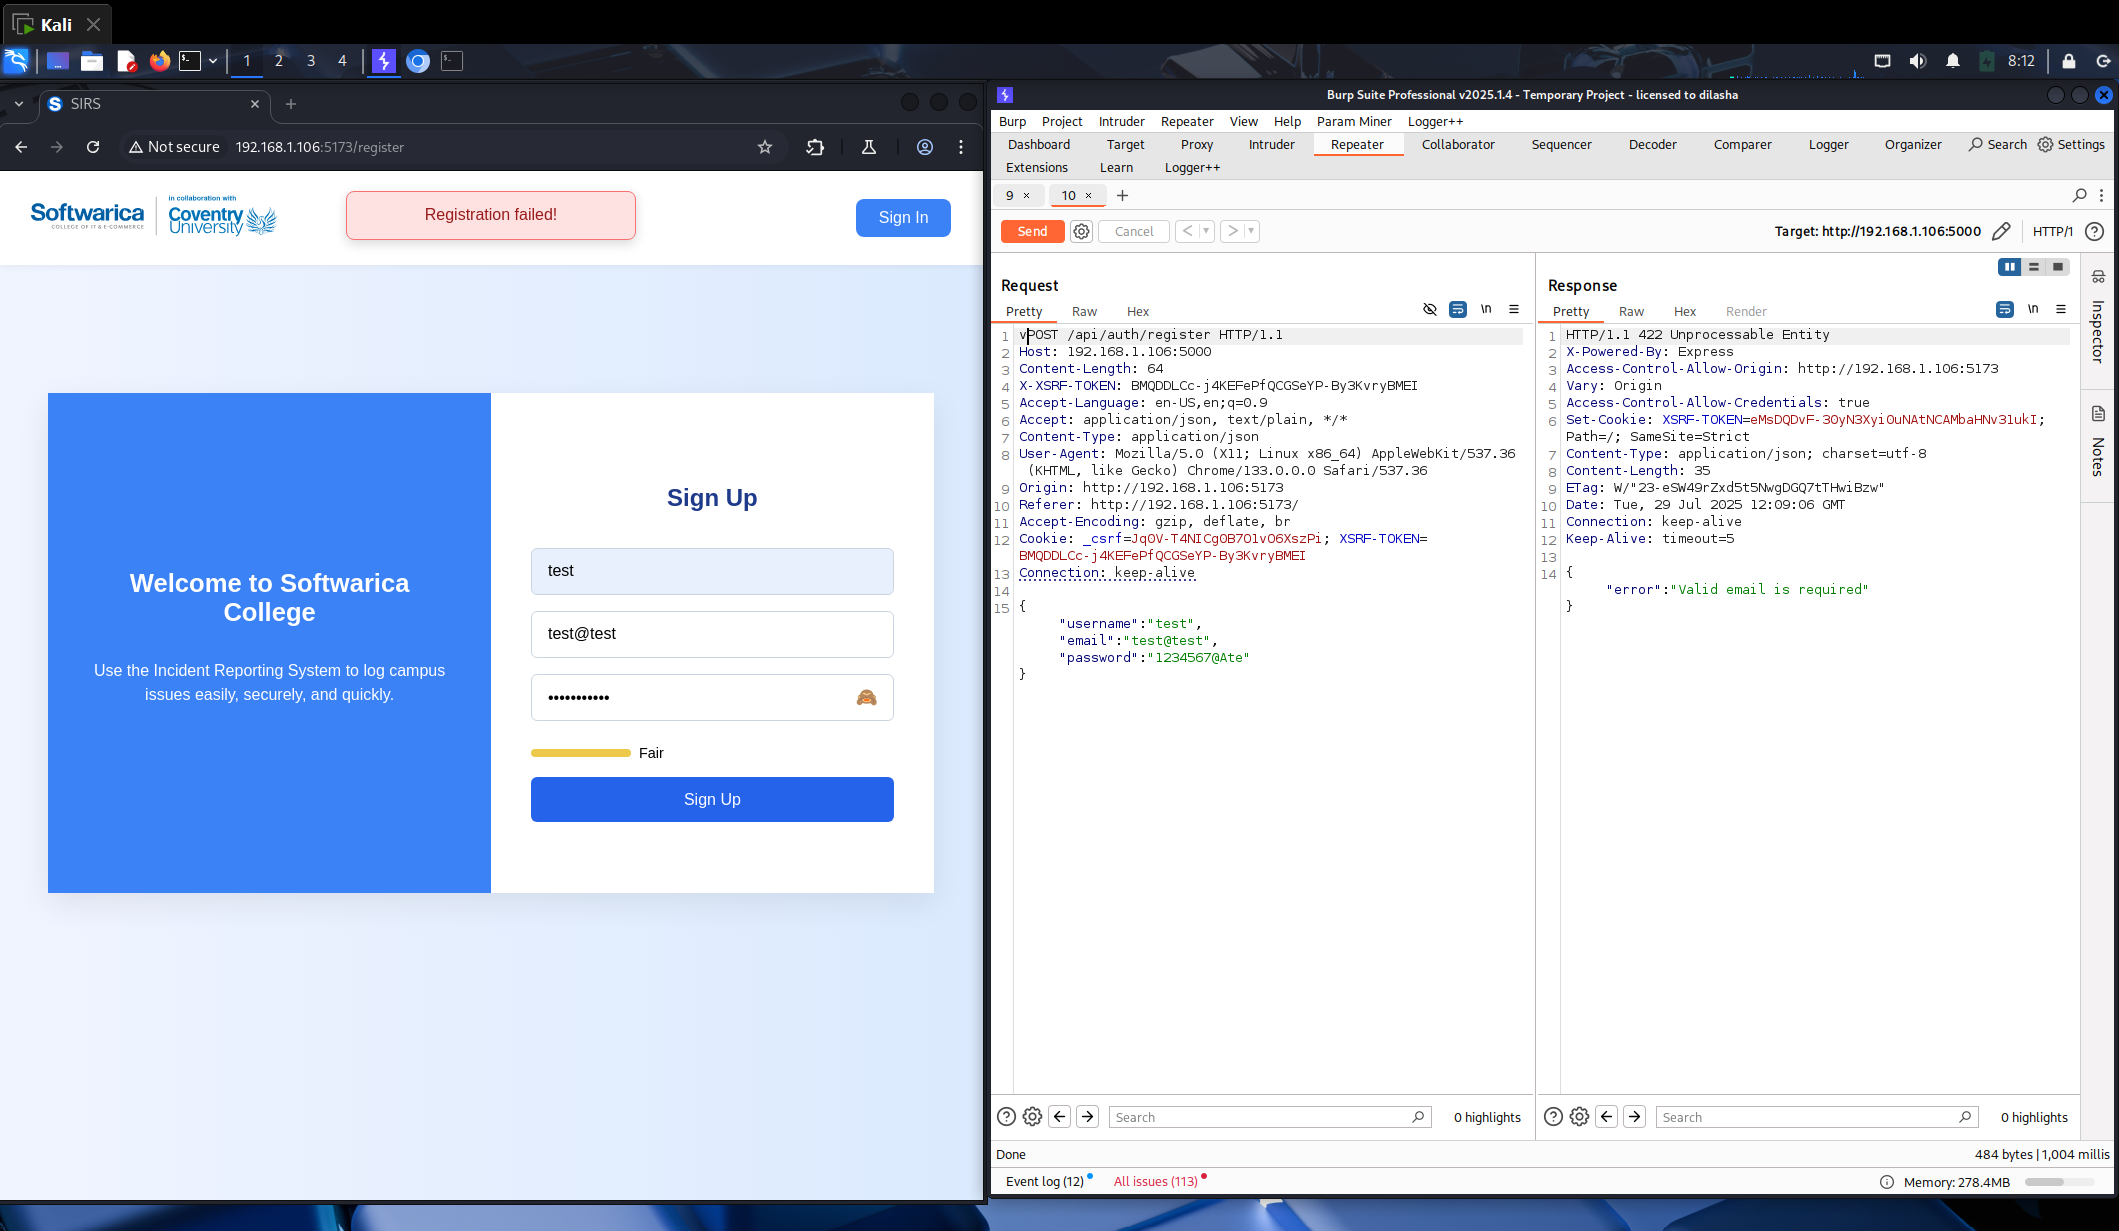 Kali
1 2 3 4
8:12
SIRS
Not secure 192.168.1.106:5173/register
Softwarica
COLLEGE OF IT & E-COMMERCE
in collaboration with
Coventry
University
Registration failed!
Sign In
Welcome to Softwarica
College
Use the Incident Reporting System to log campus
issues easily, securely, and quickly.
Sign Up
test
test@test
•••••••••••
Fair
Sign Up
Burp Suite Professional v2025.1.4 - Temporary Project - licensed to dilasha
Burp Project Intruder Repeater View Help Param Miner Logger++
Dashboard Target Proxy Intruder Repeater Collaborator Sequencer Decoder Comparer Logger Organizer Search Settings
Extensions Learn Logger++
9 × 10 × +
Send Cancel < > Target: http://192.168.1.106:5000 HTTP/1
Request
Pretty Raw Hex \n
1 vPOST /api/auth/register HTTP/1.1
2 Host: 192.168.1.106:5000
3 Content-Length: 64
4 X-XSRF-TOKEN: BMQDDLCc-j4KEFePfQCGSeYP-By3KvryBMEI
5 Accept-Language: en-US,en;q=0.9
6 Accept: application/json, text/plain, */*
7 Content-Type: application/json
8 User-Agent: Mozilla/5.0 (X11; Linux x86_64) AppleWebKit/537.36
(KHTML, like Gecko) Chrome/133.0.0.0 Safari/537.36
9 Origin: http://192.168.1.106:5173
10 Referer: http://192.168.1.106:5173/
11 Accept-Encoding: gzip, deflate, br
12 Cookie: _csrf=JqOV-T4NICg0B7O1vO6XszPi; XSRF-TOKEN=
BMQDDLCc-j4KEFePfQCGSeYP-By3KvryBMEI
13 Connection: keep-alive
14
15 {
"username":"test",
"email":"test@test",
"password":"1234567@Ate"
}
Search 0 highlights
Response
Pretty Raw Hex Render \n
1 HTTP/1.1 422 Unprocessable Entity
2 X-Powered-By: Express
3 Access-Control-Allow-Origin: http://192.168.1.106:5173
4 Vary: Origin
5 Access-Control-Allow-Credentials: true
6 Set-Cookie: XSRF-TOKEN=eMsDQDvF-3OyN3Xyi0uNAtNCAMbaHNv31ukI;
Path=/; SameSite=Strict
7 Content-Type: application/json; charset=utf-8
8 Content-Length: 35
9 ETag: W/"23-eSW49rZxd5t5NwgDGQ7tTHwiBzw"
10 Date: Tue, 29 Jul 2025 12:09:06 GMT
11 Connection: keep-alive
12 Keep-Alive: timeout=5
13
14 {
"error":"Valid email is required"
}
Search 0 highlights
Inspector
Notes
Done 484 bytes | 1,004 millis
Event log (12) All issues (113) Memory: 278.4MB